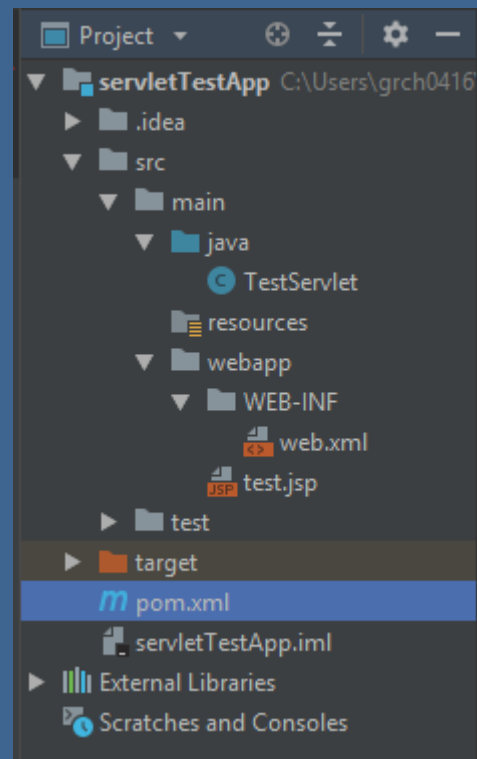 Project
servletTestApp C:\Users\grch0416
.idea
src
main
java
C TestServlet
resources
webapp
WEB-INF
<> web.xml
JSP test.jsp
test
target
m pom.xml
servletTestApp.iml
External Libraries
Scratches and Consoles